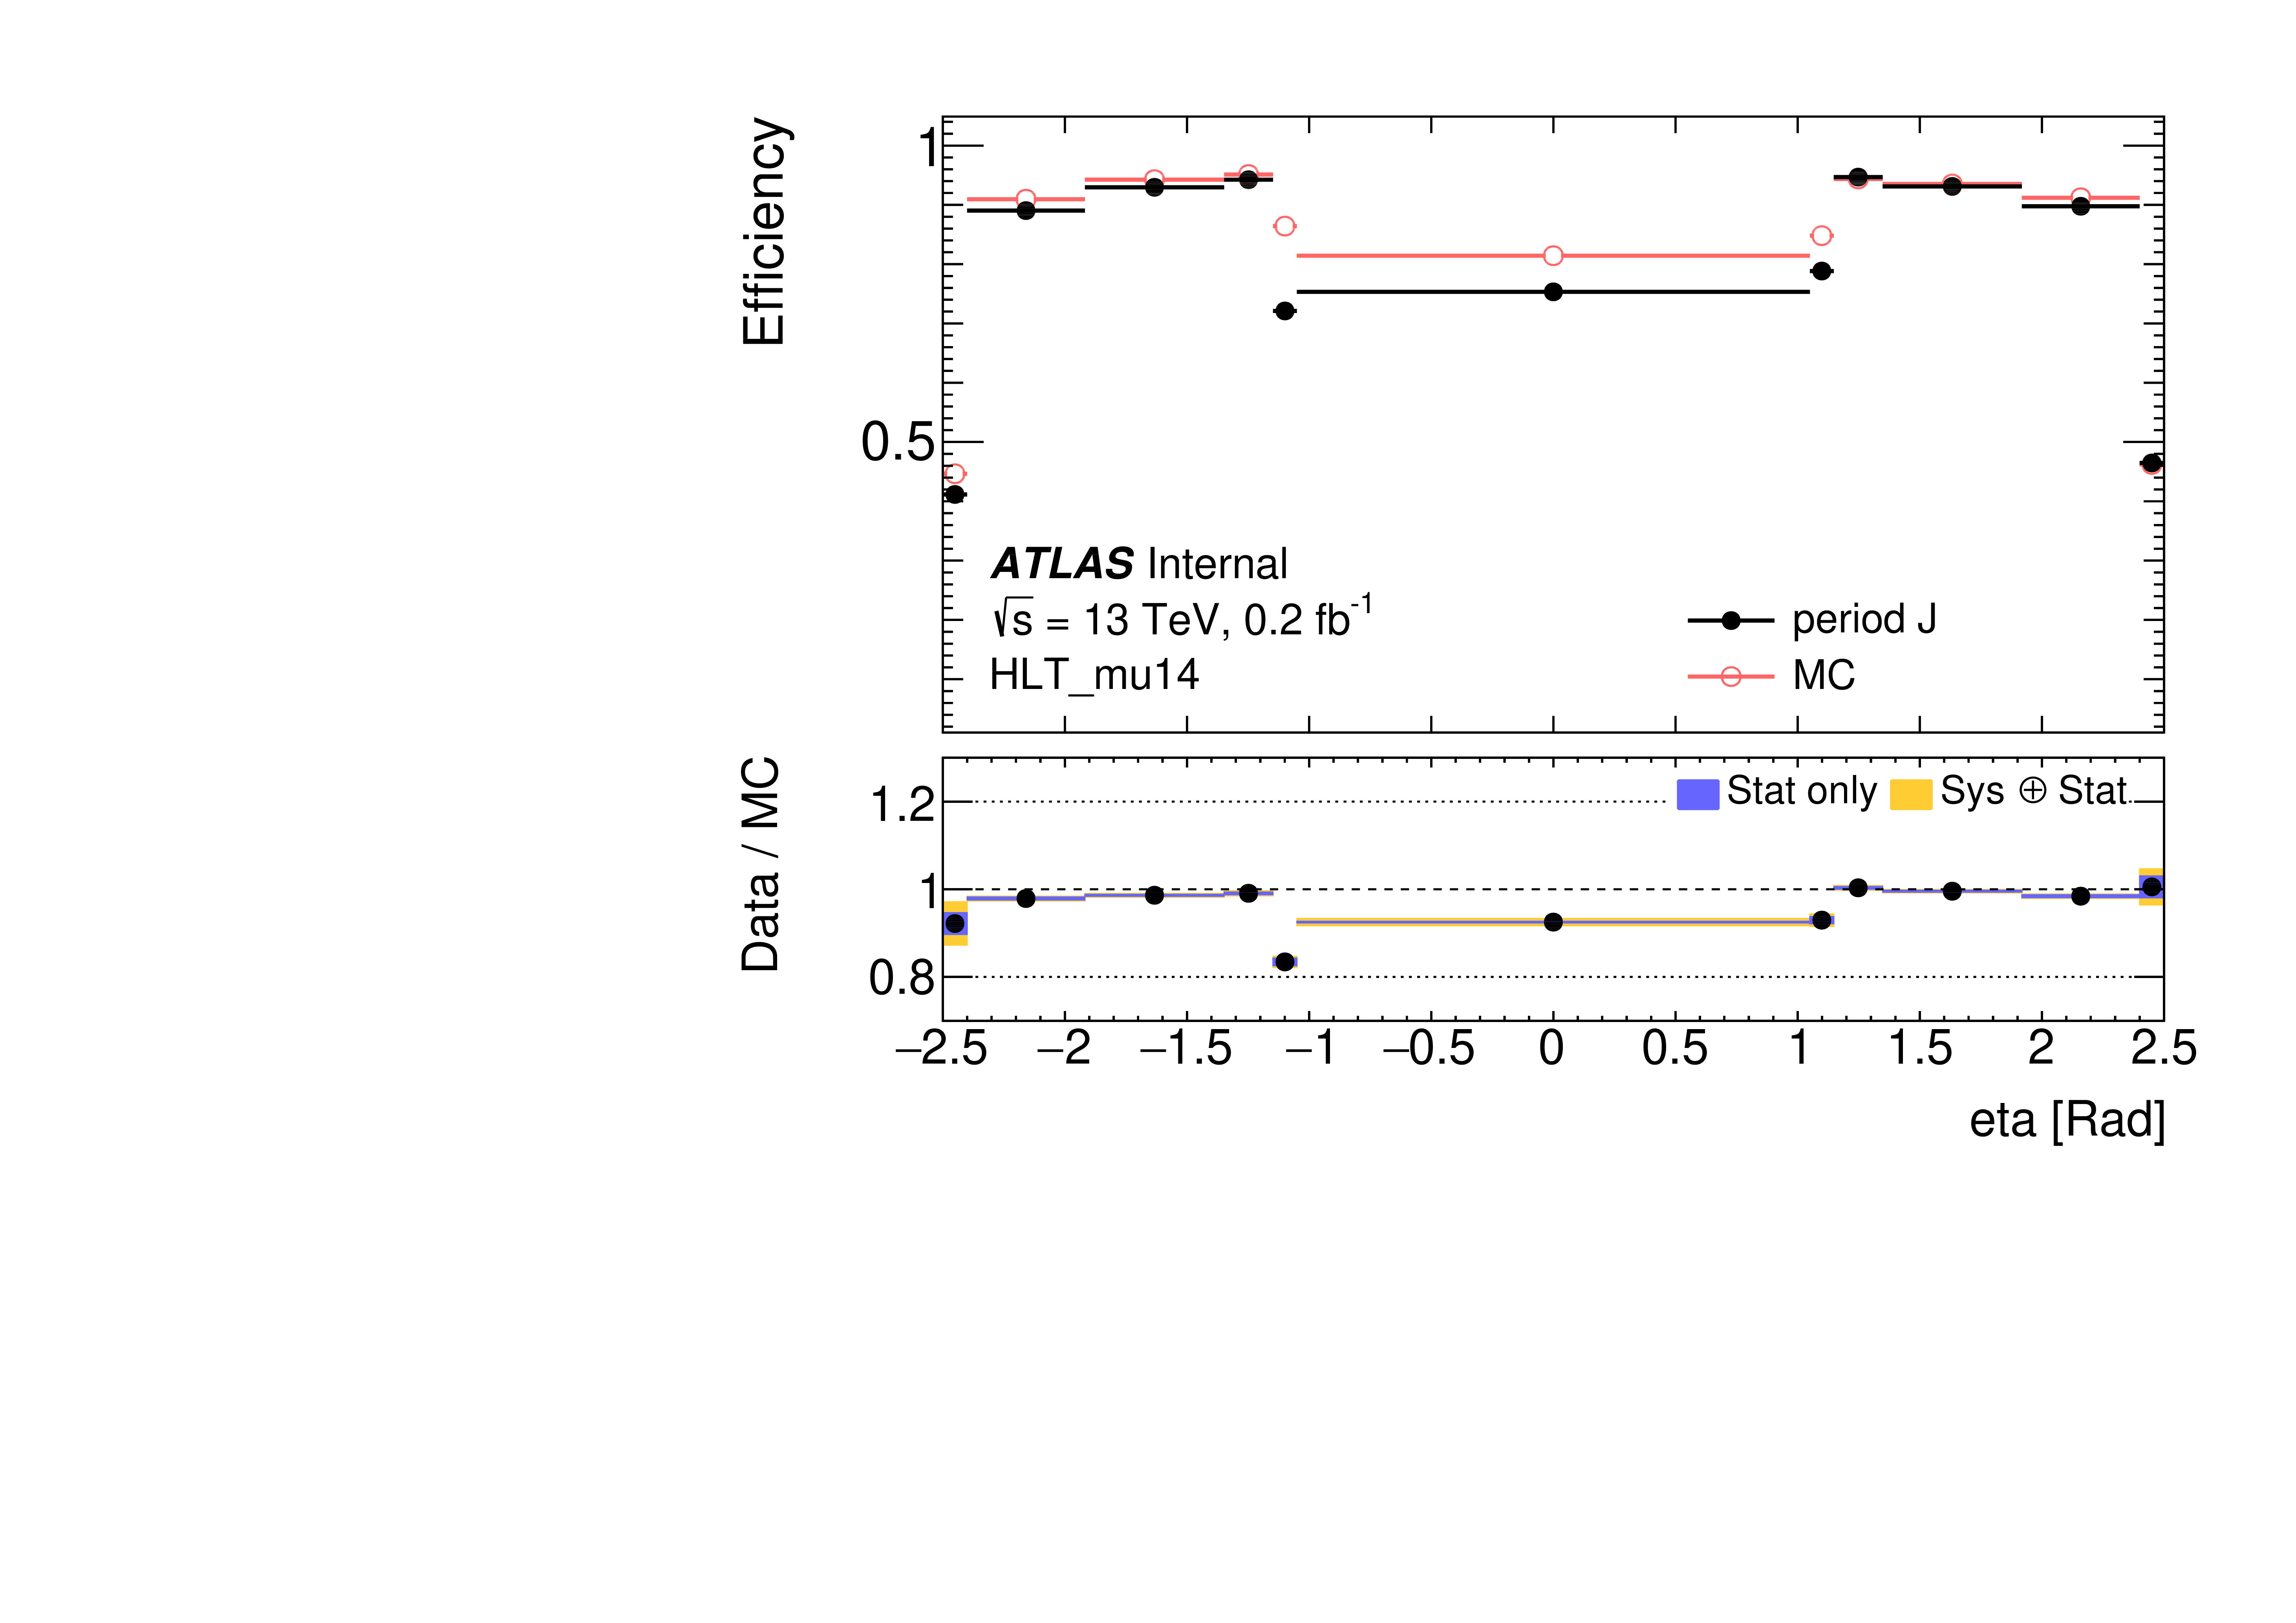 Efficiency
1
0.5
ATLAS Internal
√s = 13 TeV, 0.2 fb⁻¹
HLT_mu14
period J
MC
Data / MC
Stat only
Sys ⊕ Stat
1.2
1
0.8
−2.5 −2 −1.5 −1 −0.5 0 0.5 1 1.5 2 2.5
eta [Rad]